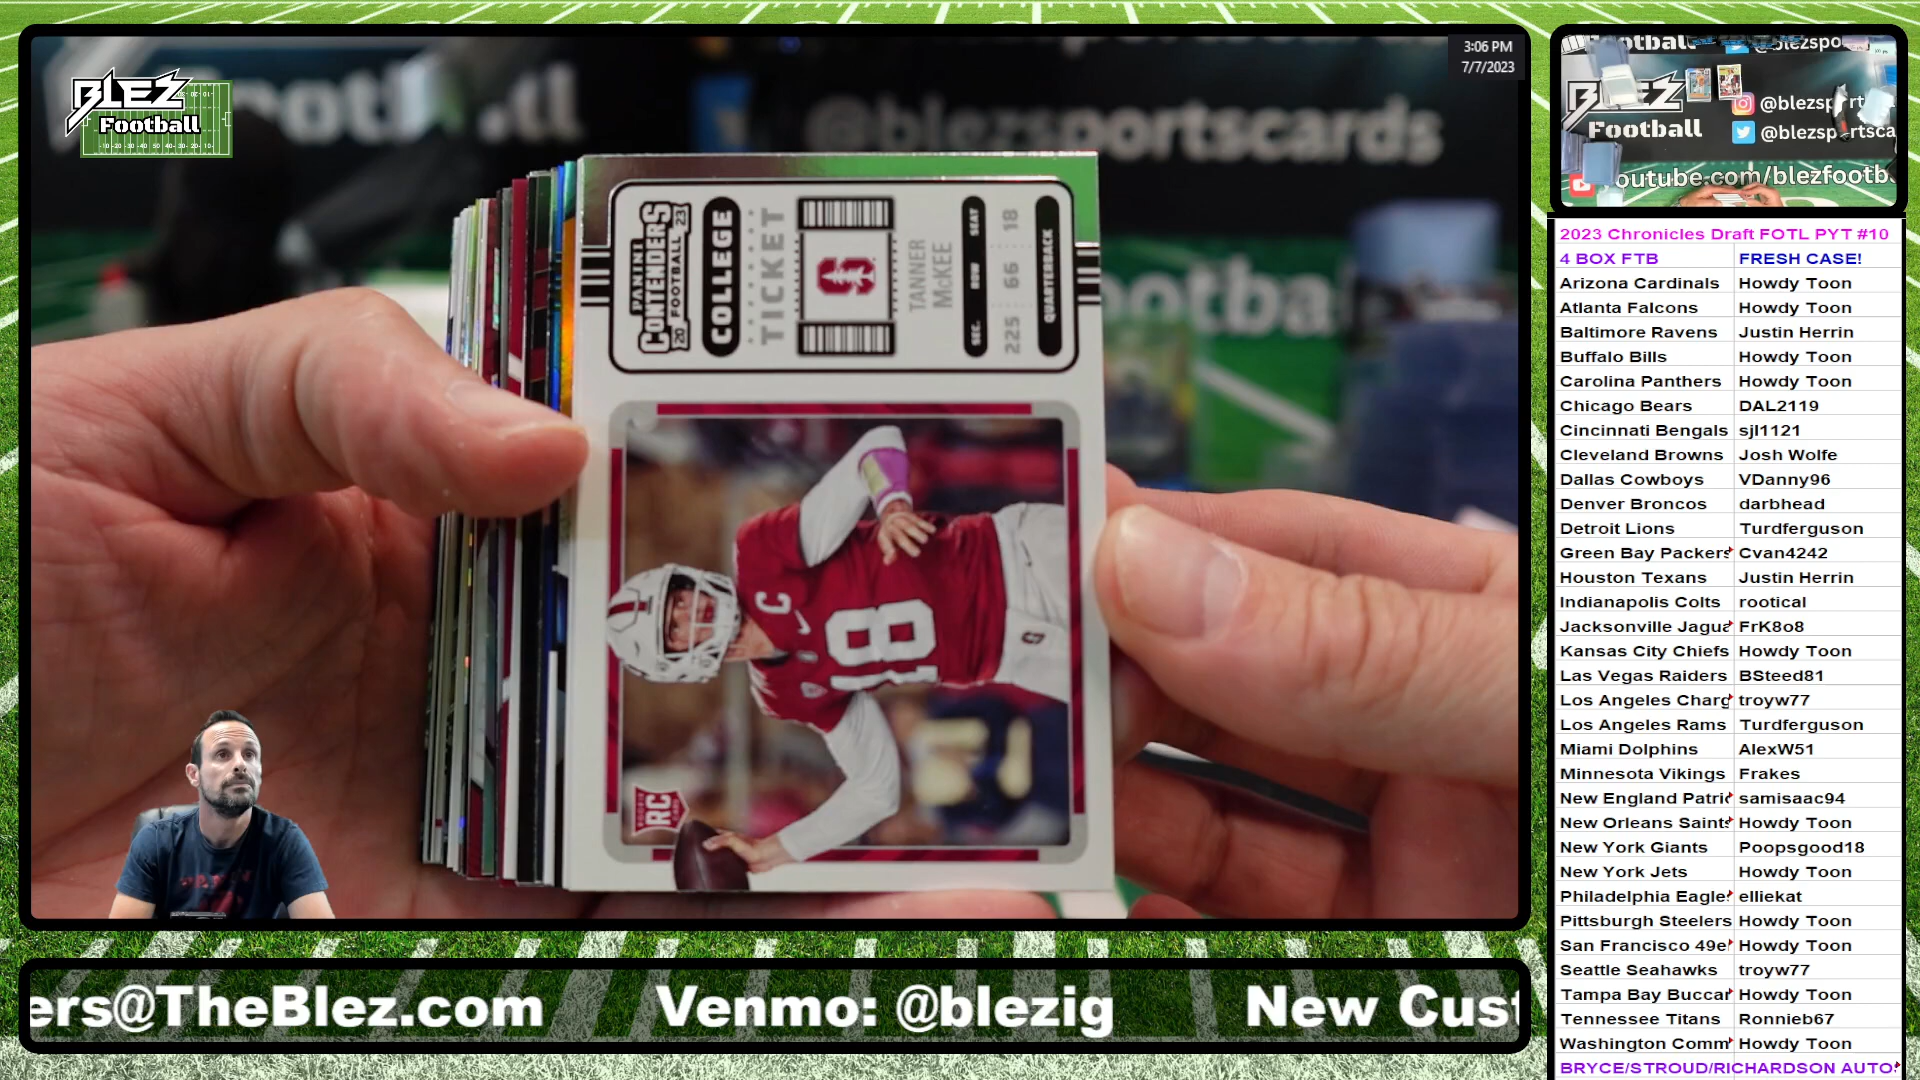 3:06 PM
7/7/2023
BLEZ
Football
@blezsportscards
PANINI
CONTENDERS
20 FOOTBALL 23
COLLEGE
TICKET
S
TANNER
McKEE
SEC. ROW SEAT
225 66 18
QUARTERBACK
C
18
RC
BLEZ
Football
youtube.com/blezfootb
2023 Chronicles Draft FOTL PYT #10
4 BOX FTB FRESH CASE!
Arizona Cardinals Howdy Toon
Atlanta Falcons Howdy Toon
Baltimore Ravens Justin Herrin
Buffalo Bills Howdy Toon
Carolina Panthers Howdy Toon
Chicago Bears DAL2119
Cincinnati Bengals sjl1121
Cleveland Browns Josh Wolfe
Dallas Cowboys VDanny96
Denver Broncos darbhead
Detroit Lions Turdferguson
Green Bay Packers Cvan4242
Houston Texans Justin Herrin
Indianapolis Colts rootical
Jacksonville Jagua FrK8o8
Kansas City Chiefs Howdy Toon
Las Vegas Raiders BSteed81
Los Angeles Charg troyw77
Los Angeles Rams Turdferguson
Miami Dolphins AlexW51
Minnesota Vikings Frakes
New England Patric samisaac94
New Orleans Saints Howdy Toon
New York Giants Poopsgood18
New York Jets Howdy Toon
Philadelphia Eagle elliekat
Pittsburgh Steelers Howdy Toon
San Francisco 49e Howdy Toon
Seattle Seahawks troyw77
Tampa Bay Buccar Howdy Toon
Tennessee Titans Ronnieb67
Washington Comm Howdy Toon
BRYCE/STROUD/RICHARDSON AUTO
ers@TheBlez.com Venmo: @blezig New Cust